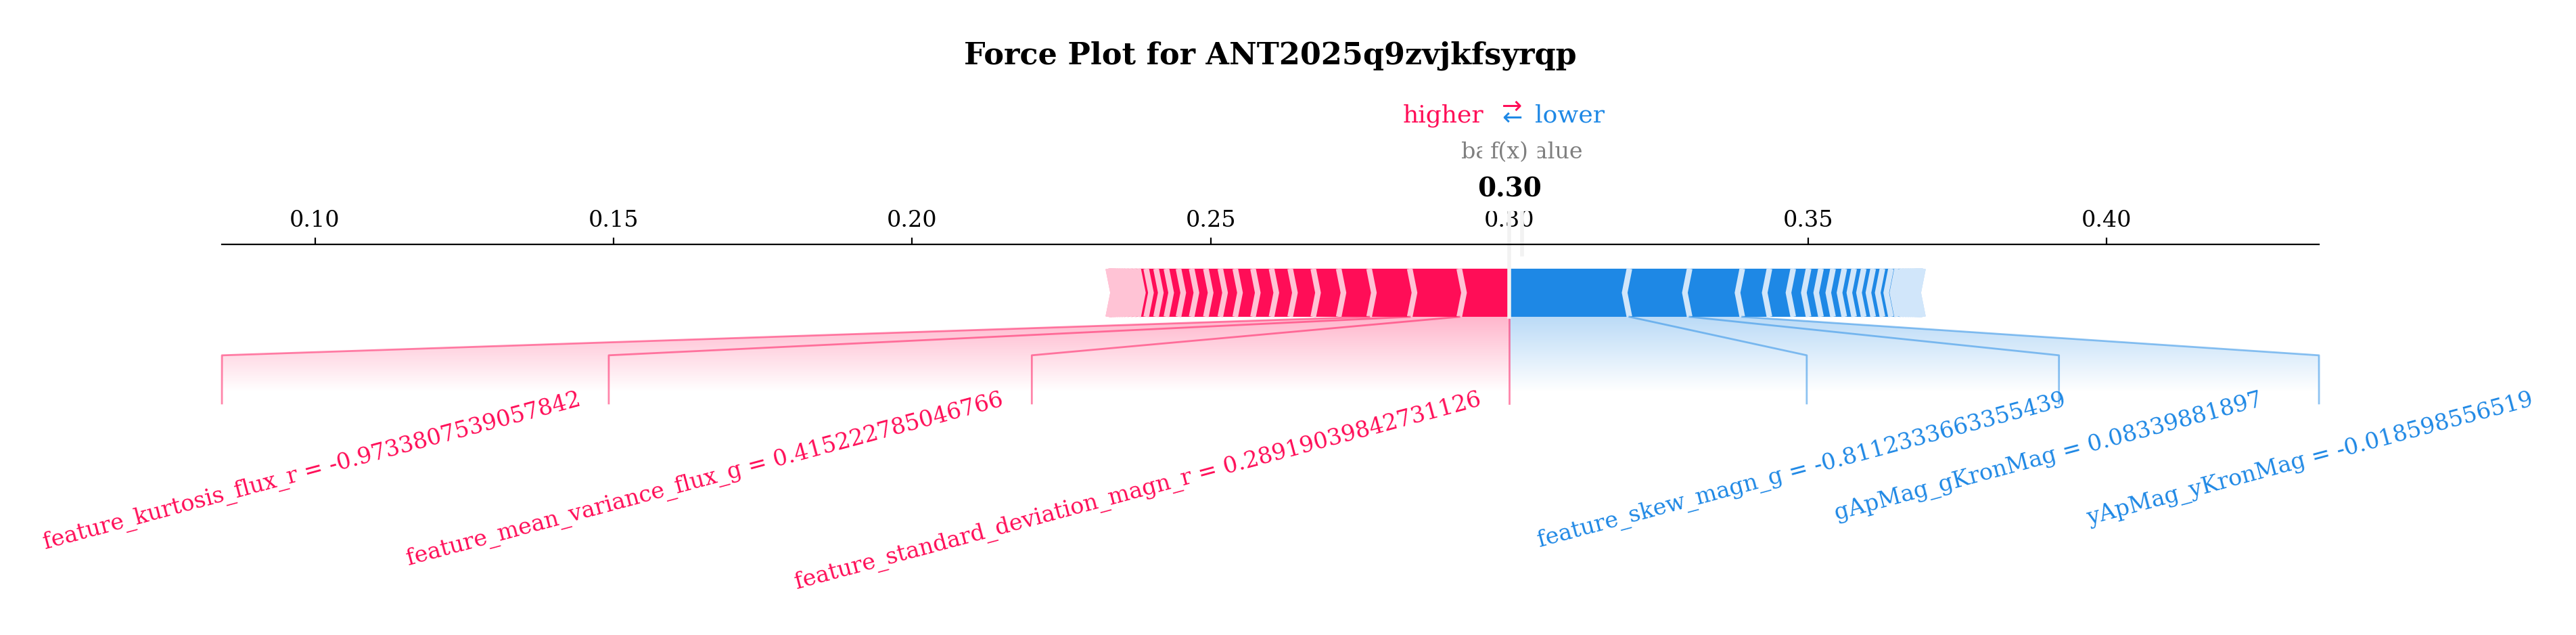 Force Plot for ANT2025q9zvjkfsyrqp
higher ⇄ lower
f(x)
0.30
0.10 0.15 0.20 0.25 0.30 0.35 0.40
feature_kurtosis_flux_r = -0.9733807539057842
feature_mean_variance_flux_g = 0.415222785046766
feature_standard_deviation_magn_r = 0.28919039842731126
feature_skew_magn_g = -0.8112333663355439
gApMag_gKronMag = 0.08339881897
yApMag_yKronMag = -0.018598556519